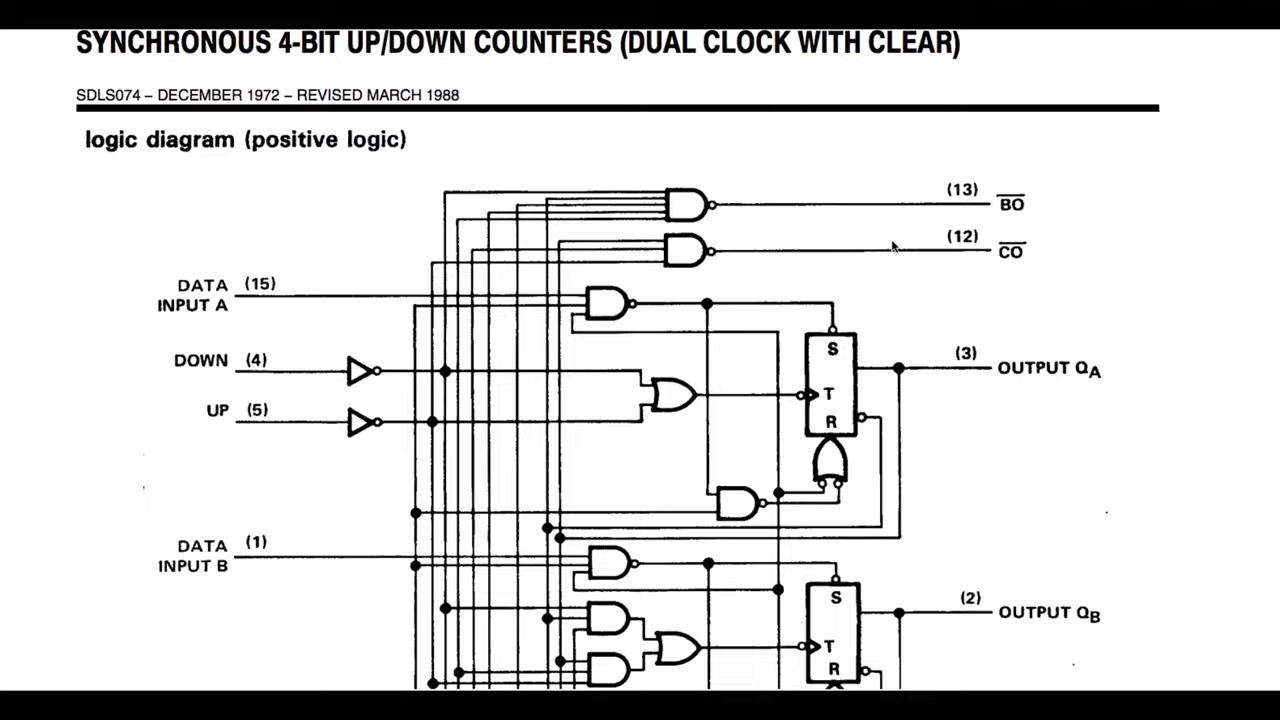 SYNCHRONOUS 4-BIT UP/DOWN COUNTERS (DUAL CLOCK WITH CLEAR)
SDLS074 – DECEMBER 1972 – REVISED MARCH 1988
logic diagram (positive logic)
(13) BO
(12) CO
DATA INPUT A (15)
S
DOWN (4)
(3) OUTPUT QA
T
UP (5)
R
DATA INPUT B (1)
S
(2) OUTPUT QB
T
R